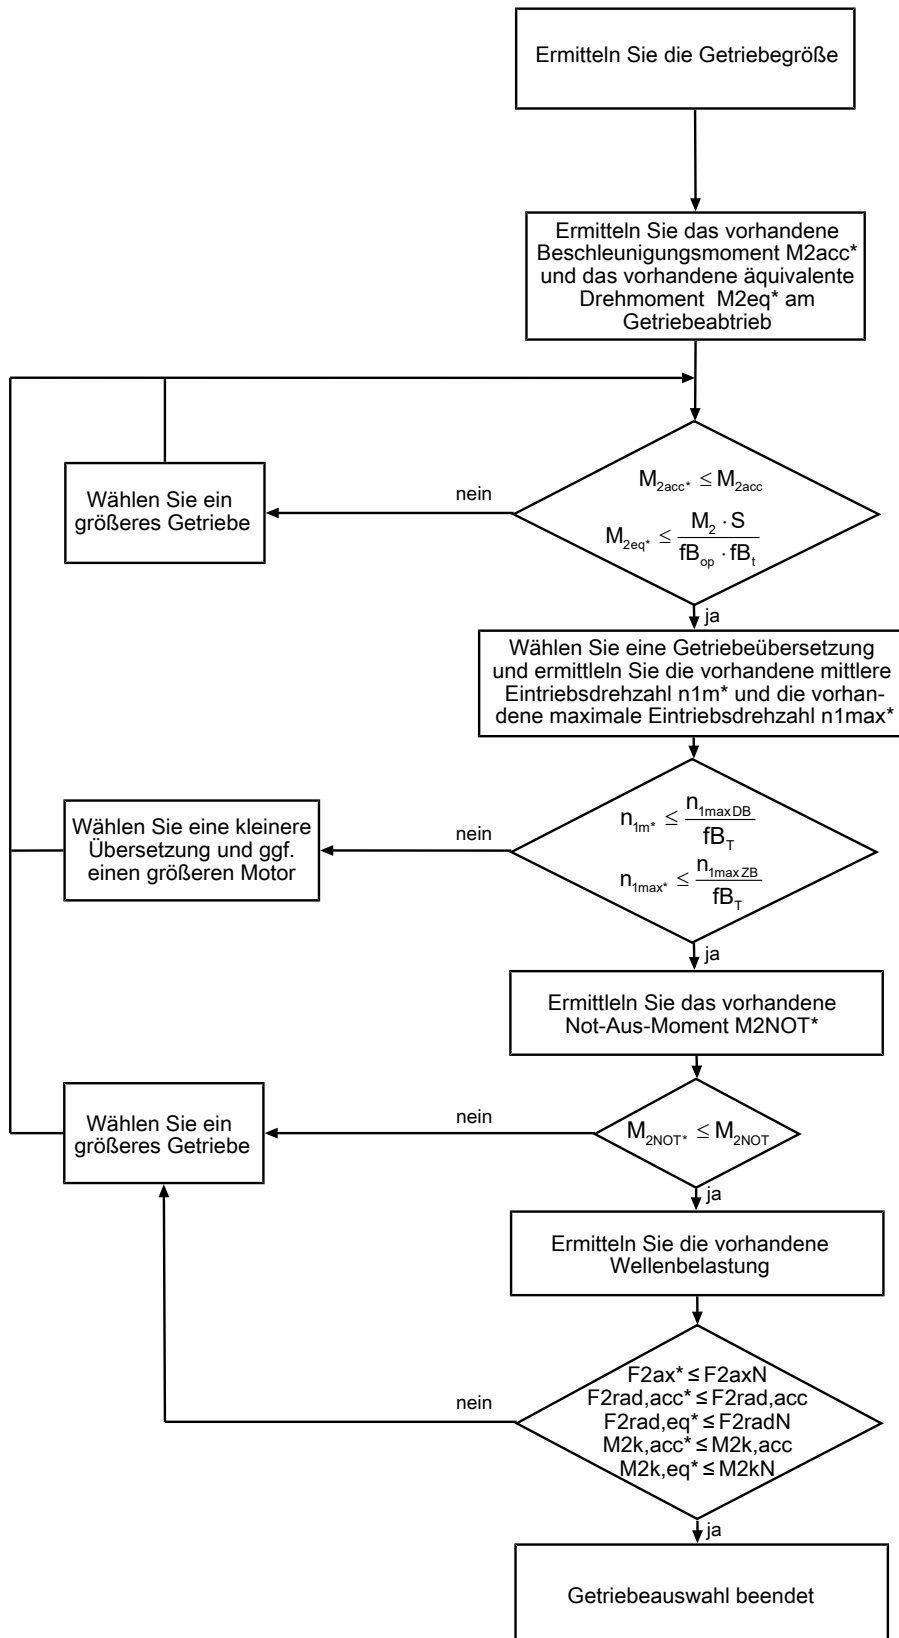 Ermitteln Sie die Getriebegröße
Ermitteln Sie das vorhandene
Beschleunigungsmoment M2acc*
und das vorhandene äquivalente
Drehmoment M2eq* am
Getriebeabtrieb
Wählen Sie ein
größeres Getriebe
nein
M₂acc* ≤ M₂acc
M₂eq* ≤ (M₂ · S) / (fBop · fBt)
ja
Wählen Sie eine Getriebeübersetzung
und ermittleln Sie die vorhandene mittlere
Eintriebsdrehzahl n1m* und die vorhan-
dene maximale Eintriebsdrehzahl n1max*
Wählen Sie eine kleinere
Übersetzung und ggf.
einen größeren Motor
nein
n1m* ≤ n1maxDB / fBT
n1max* ≤ n1maxZB / fBT
ja
Ermittleln Sie das vorhandene
Not-Aus-Moment M2NOT*
Wählen Sie ein
größeres Getriebe
nein
M2NOT* ≤ M2NOT
ja
Ermitteln Sie die vorhandene
Wellenbelastung
nein
F2ax* ≤ F2axN
F2rad,acc* ≤ F2rad,acc
F2rad,eq* ≤ F2radN
M2k,acc* ≤ M2k,acc
M2k,eq* ≤ M2kN
ja
Getriebeauswahl beendet